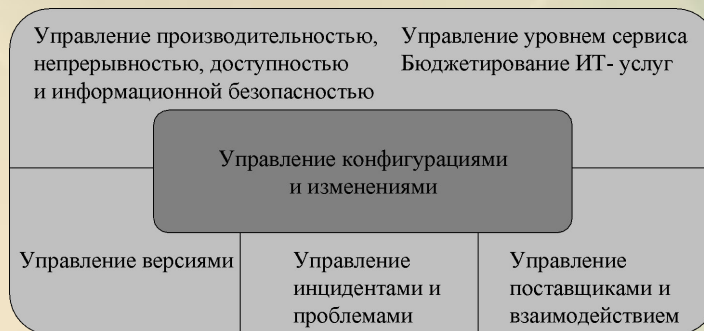 Управление производительностью,
непрерывностью, доступностью
и информационной безопасностью
Управление уровнем сервиса
Бюджетирование ИТ- услуг
Управление конфигурациями
и изменениями
Управление версиями
Управление
инцидентами и
проблемами
Управление
поставщиками и
взаимодействием